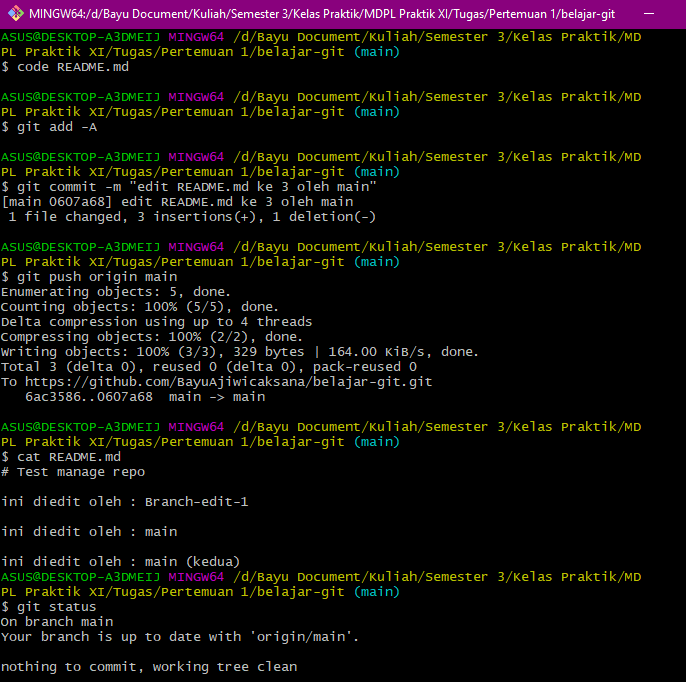 MINGW64:/d/Bayu Document/Kuliah/Semester 3/Kelas Praktik/MDPL Praktik XI/Tugas/Pertemuan 1/belajar-git
ASUS@DESKTOP-A3DMEIJ MINGW64 /d/Bayu Document/Kuliah/Semester 3/Kelas Praktik/MD
PL Praktik XI/Tugas/Pertemuan 1/belajar-git (main)
$ code README.md
ASUS@DESKTOP-A3DMEIJ MINGW64 /d/Bayu Document/Kuliah/Semester 3/Kelas Praktik/MD
PL Praktik XI/Tugas/Pertemuan 1/belajar-git (main)
$ git add -A
ASUS@DESKTOP-A3DMEIJ MINGW64 /d/Bayu Document/Kuliah/Semester 3/Kelas Praktik/MD
PL Praktik XI/Tugas/Pertemuan 1/belajar-git (main)
$ git commit -m "edit README.md ke 3 oleh main"
[main 0607a68] edit README.md ke 3 oleh main
 1 file changed, 3 insertions(+), 1 deletion(-)
ASUS@DESKTOP-A3DMEIJ MINGW64 /d/Bayu Document/Kuliah/Semester 3/Kelas Praktik/MD
PL Praktik XI/Tugas/Pertemuan 1/belajar-git (main)
$ git push origin main
Enumerating objects: 5, done.
Counting objects: 100% (5/5), done.
Delta compression using up to 4 threads
Compressing objects: 100% (2/2), done.
Writing objects: 100% (3/3), 329 bytes | 164.00 KiB/s, done.
Total 3 (delta 0), reused 0 (delta 0), pack-reused 0
To https://github.com/BayuAjiwicaksana/belajar-git.git
   6ac3586..0607a68  main -> main
ASUS@DESKTOP-A3DMEIJ MINGW64 /d/Bayu Document/Kuliah/Semester 3/Kelas Praktik/MD
PL Praktik XI/Tugas/Pertemuan 1/belajar-git (main)
$ cat README.md
# Test manage repo
ini diedit oleh : Branch-edit-1
ini diedit oleh : main
ini diedit oleh : main (kedua)
ASUS@DESKTOP-A3DMEIJ MINGW64 /d/Bayu Document/Kuliah/Semester 3/Kelas Praktik/MD
PL Praktik XI/Tugas/Pertemuan 1/belajar-git (main)
$ git status
On branch main
Your branch is up to date with 'origin/main'.
nothing to commit, working tree clean